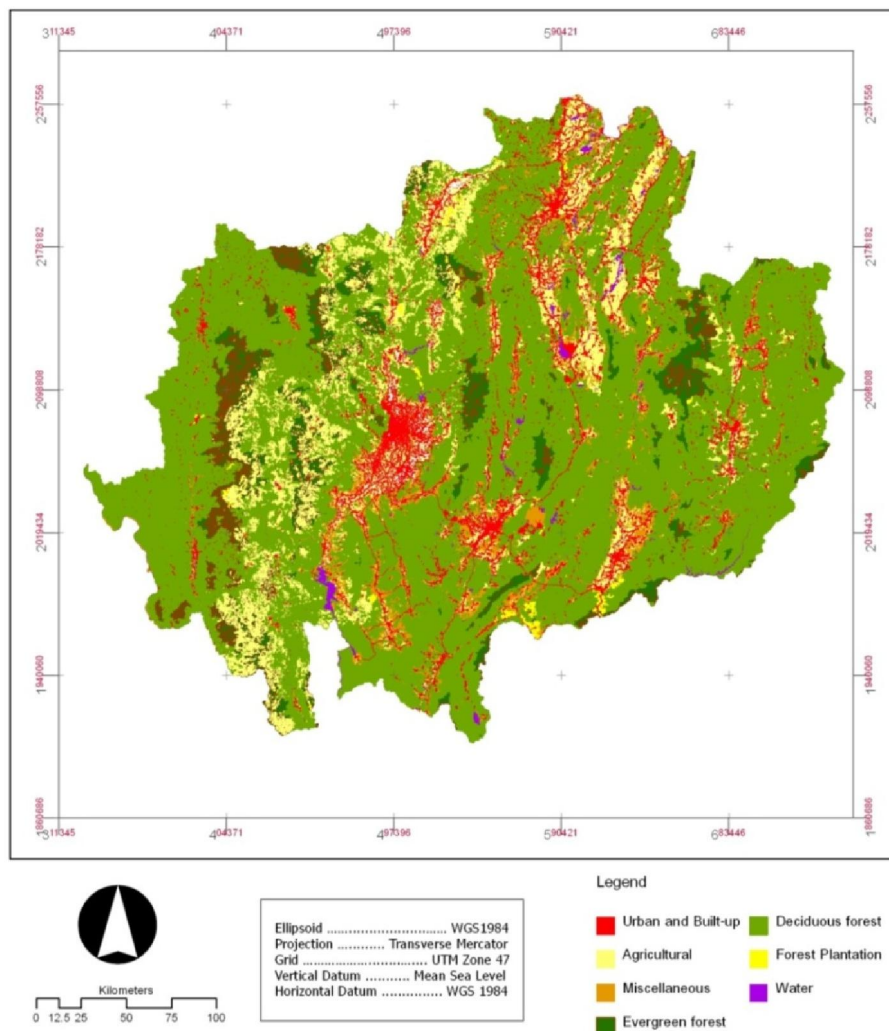 311345 404371 497396 590421 683446
2257556 2257556
2178182 2178182
2098808 2098808
2019434 2019434
1940060 1940060
1860686 1860686
311345 404371 497396 590421 683446
Legend
Urban and Built-up Deciduous forest
Agricultural Forest Plantation
Miscellaneous Water
Evergreen forest
Ellipsoid ............................... WGS1984
Projection ............ Transverse Mercator
Grid ................................ UTM Zone 47
Vertical Datum ........... Mean Sea Level
Horizontal Datum ................ WGS 1984
Kilometers
0 12.5 25 50 75 100